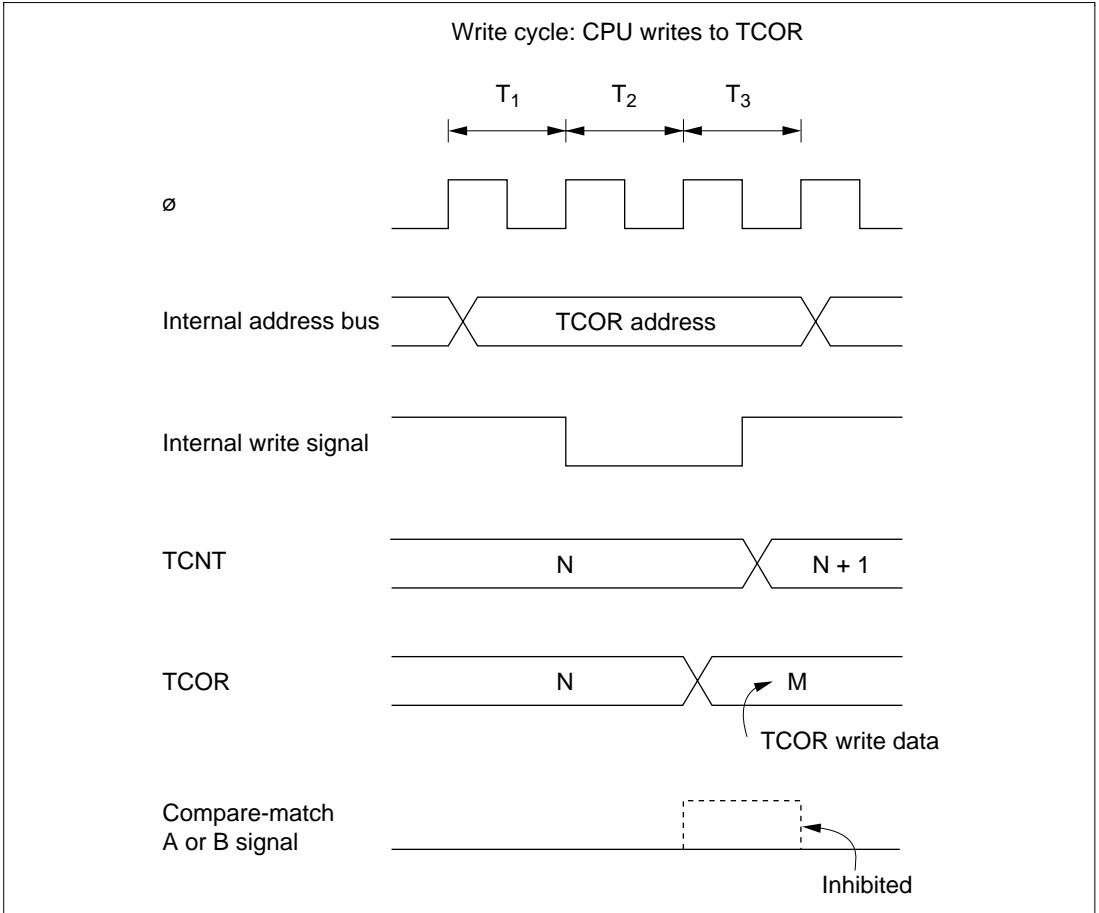 Write cycle: CPU writes to TCOR
T1 T2 T3
ø
Internal address bus
TCOR address
Internal write signal
TCNT
N
N + 1
TCOR
N
M
TCOR write data
Compare-match
A or B signal
Inhibited